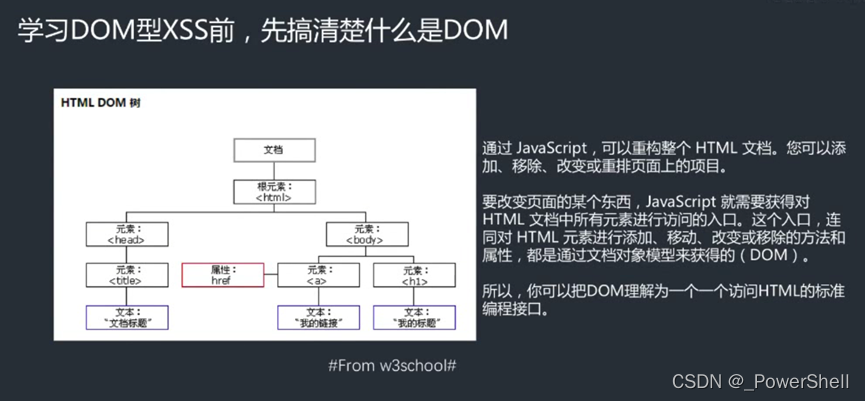 学习DOM型XSS前，先搞清楚什么是DOM
HTML DOM 树
文档
根元素：
<html>
元素：
<head>
元素：
<body>
元素：
<title>
属性：
href
元素：
<a>
元素：
<h1>
文本：
“文档标题”
文本：
“我的链接”
文本：
“我的标题”
通过 JavaScript，可以重构整个 HTML 文档。您可以添
加、移除、改变或重排页面上的项目。
要改变页面的某个东西，JavaScript 就需要获得对
HTML 文档中所有元素进行访问的入口。这个入口，连
同对 HTML 元素进行添加、移动、改变或移除的方法和
属性，都是通过文档对象模型来获得的（DOM）。
所以，你可以把DOM理解为一个一个访问HTML的标准
编程接口。
#From w3school#
CSDN @_PowerShell